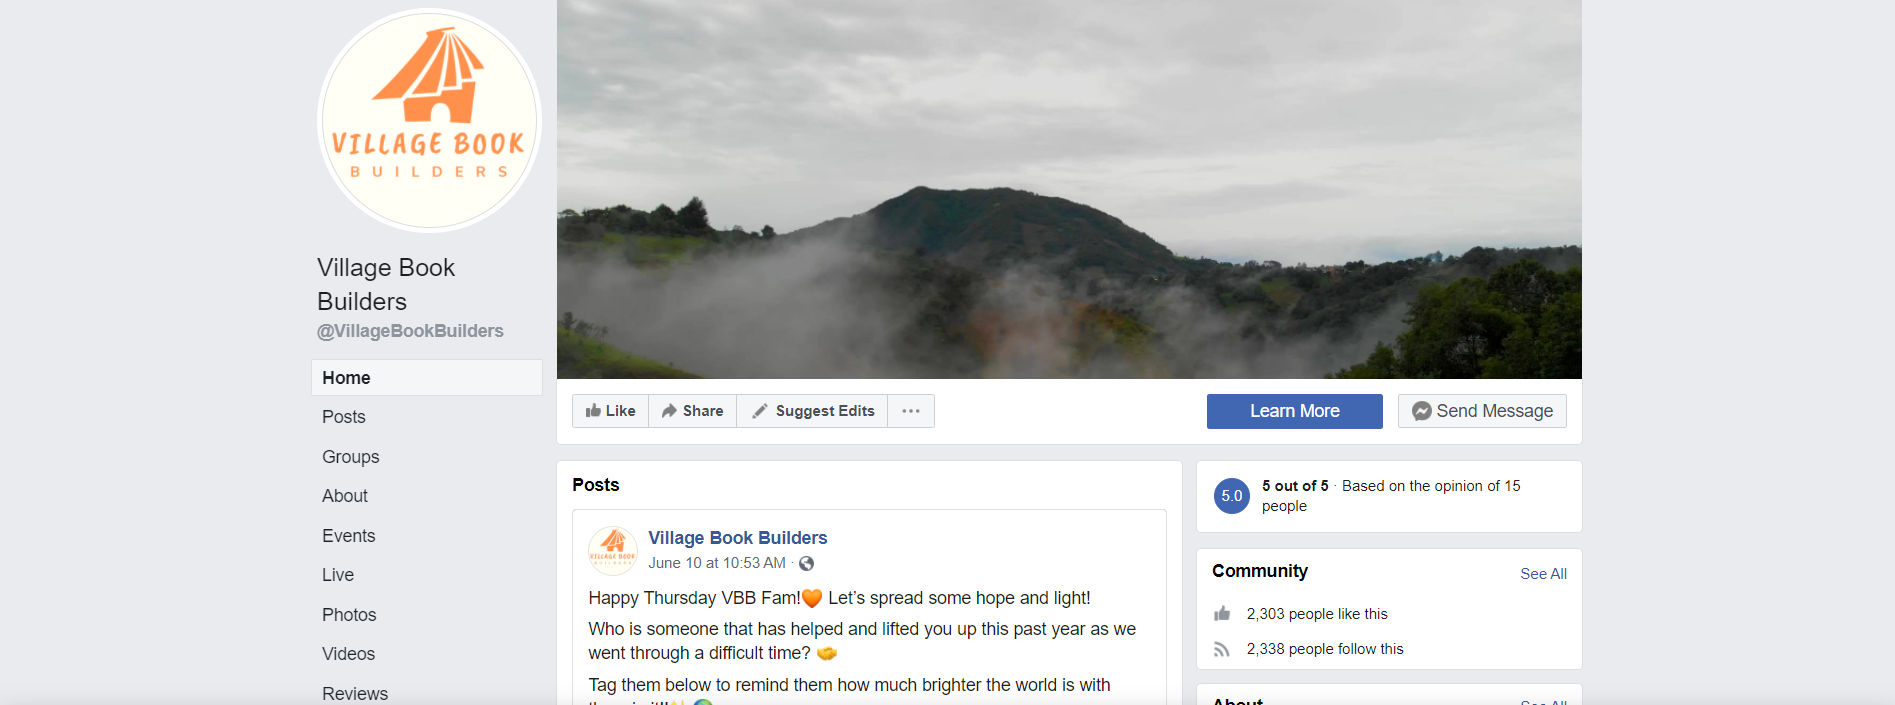 VILLAGE BOOK
BUILDERS
Village Book
Builders
@VillageBookBuilders
Home
Posts
Groups
About
Events
Live
Photos
Videos
Reviews
Like
Share
Suggest Edits
Learn More
Send Message
Posts
VILLAGE BOOK
BUILDERS
Village Book Builders
June 10 at 10:53 AM ·
Happy Thursday VBB Fam!🧡 Let’s spread some hope and light!
Who is someone that has helped and lifted you up this past year as we
went through a difficult time? 🤝
Tag them below to remind them how much brighter the world is with
5.0
5 out of 5 · Based on the opinion of 15
people
Community
See All
2,303 people like this
2,338 people follow this
About
See All